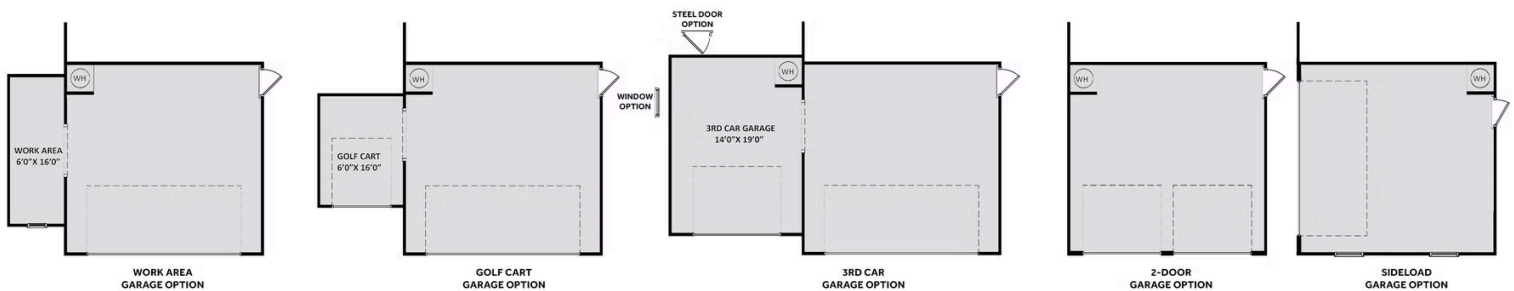 WH
WORK AREA
6'0"X 16'0"
WORK AREA
GARAGE OPTION
WH
GOLF CART
6'0"X 16'0"
GOLF CART
GARAGE OPTION
STEEL DOOR
OPTION
WH
WINDOW
OPTION
3RD CAR GARAGE
14'0"X 19'0"
3RD CAR
GARAGE OPTION
WH
2-DOOR
GARAGE OPTION
WH
SIDELOAD
GARAGE OPTION